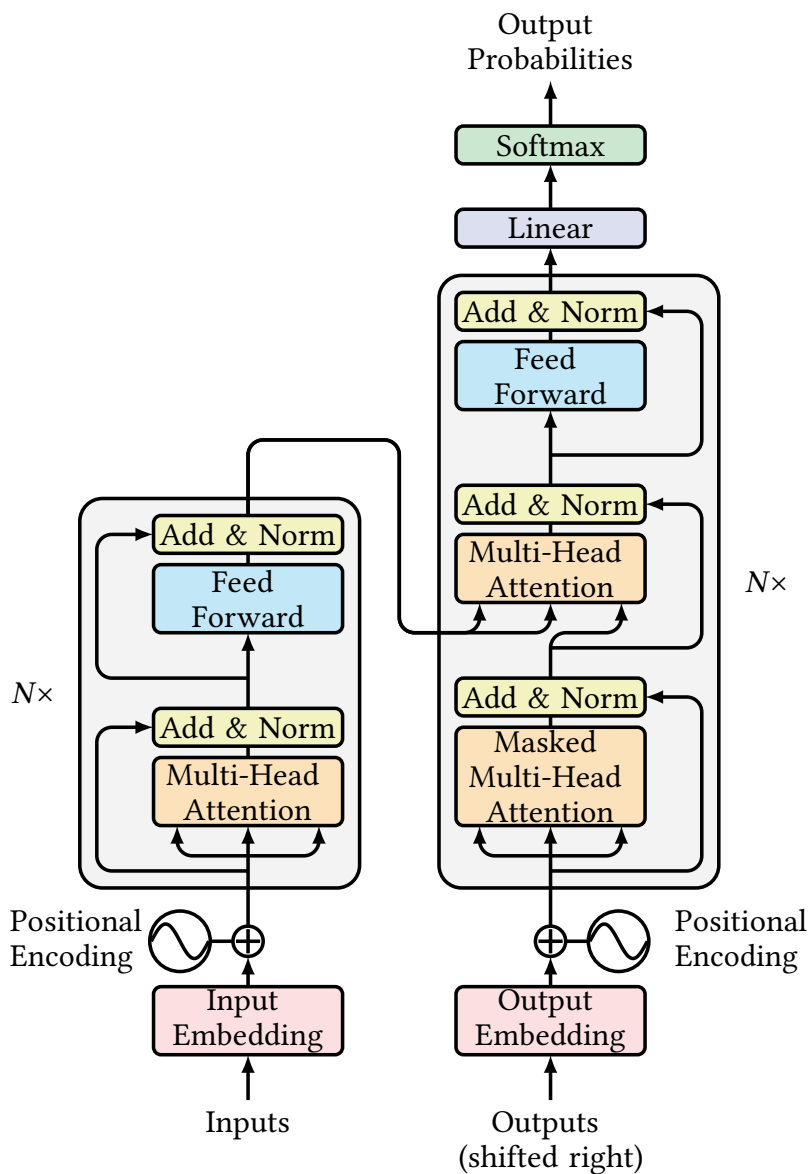 Output
Probabilities
Softmax
Linear
Add & Norm
Feed
Forward
Add & Norm
Multi-Head
Attention
N×
Add & Norm
Masked
Multi-Head
Attention
Add & Norm
Feed
Forward
N×
Add & Norm
Multi-Head
Attention
Positional
Encoding
Positional
Encoding
Input
Embedding
Output
Embedding
Inputs
Outputs
(shifted right)